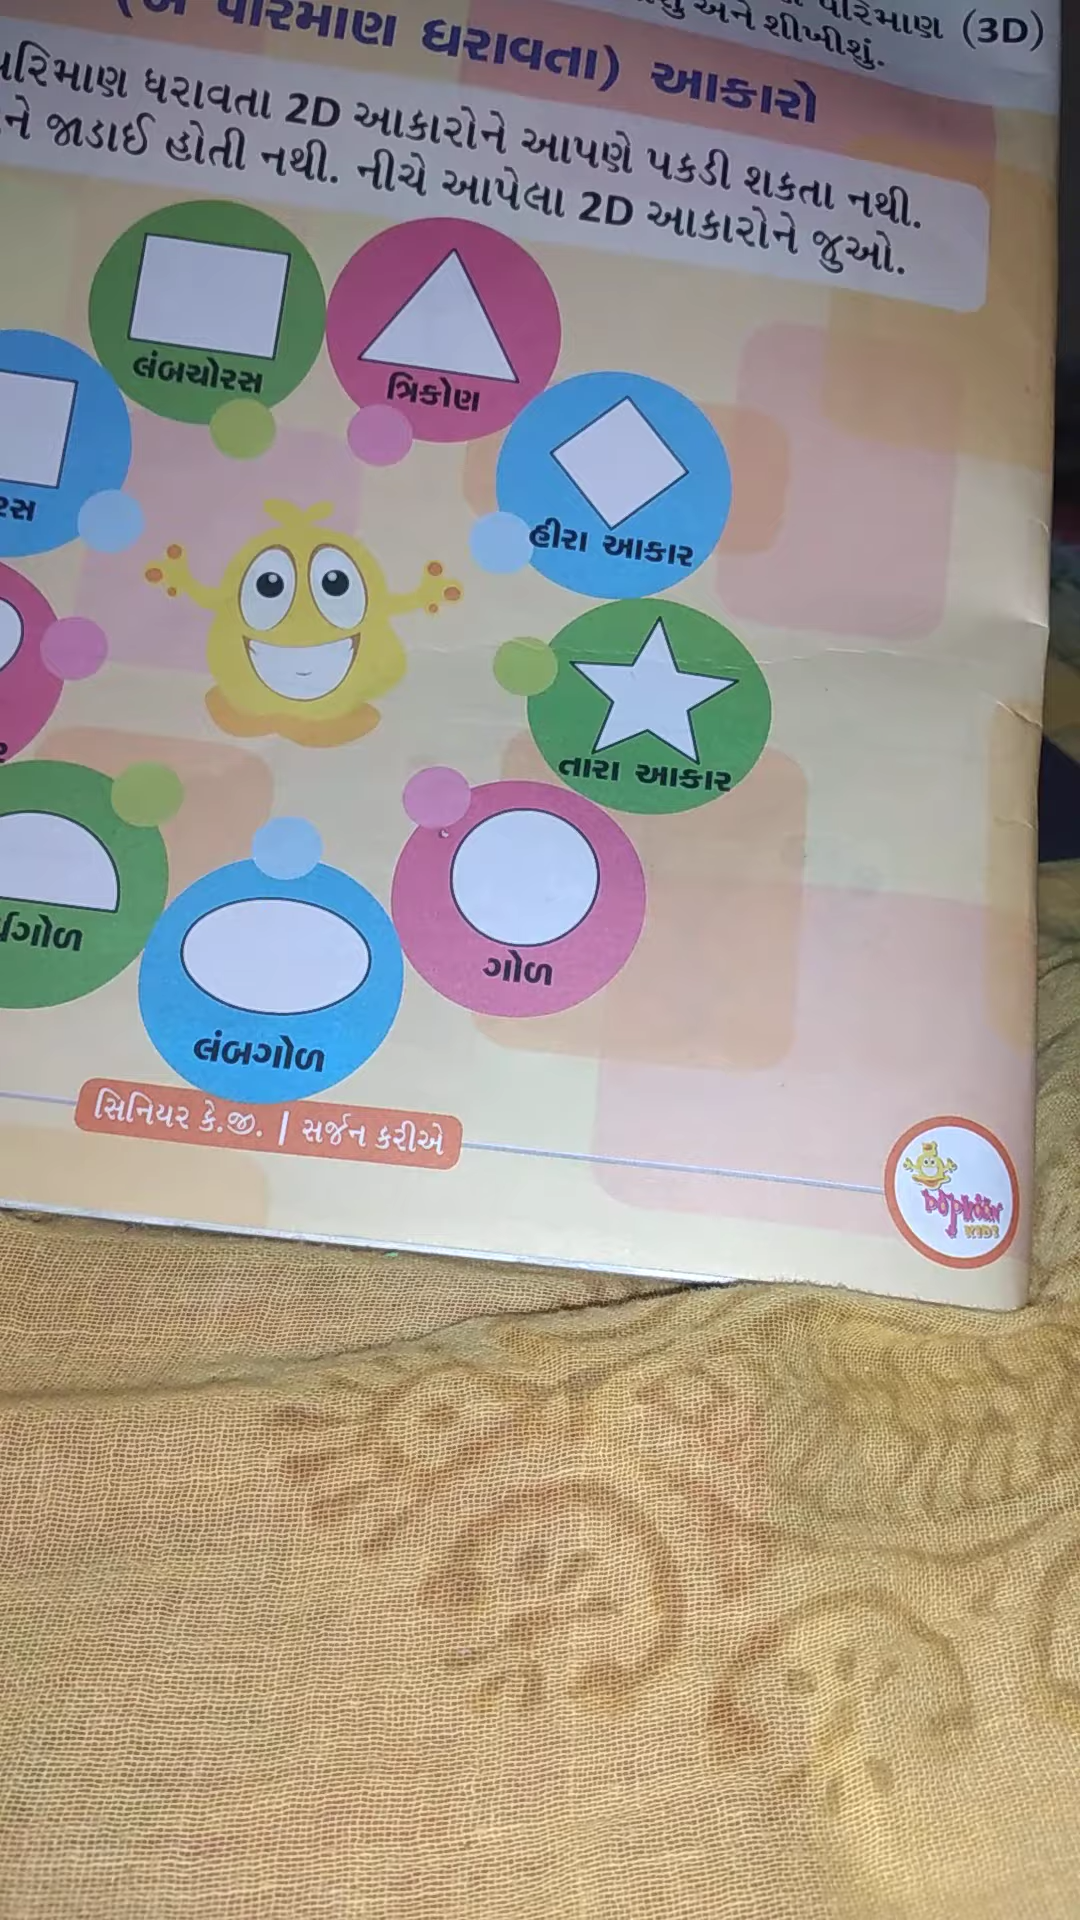 પરિમાણ (3D)
અને શીખીશું.
પરિમાણ ધરાવતા) આકારો
પરિમાણ ધરાવતા 2D આકારોને આપણે પકડી શકતા નથી.
જાડાઈ હોતી નથી. નીચે આપેલા 2D આકારોને જુઓ.
લંબચોરસ
ત્રિકોણ
હીરા આકાર
તારા આકાર
ગોળ
લંબગોળ
સિનિયર કે.જી. | સર્જન કરીએ
KIDZ